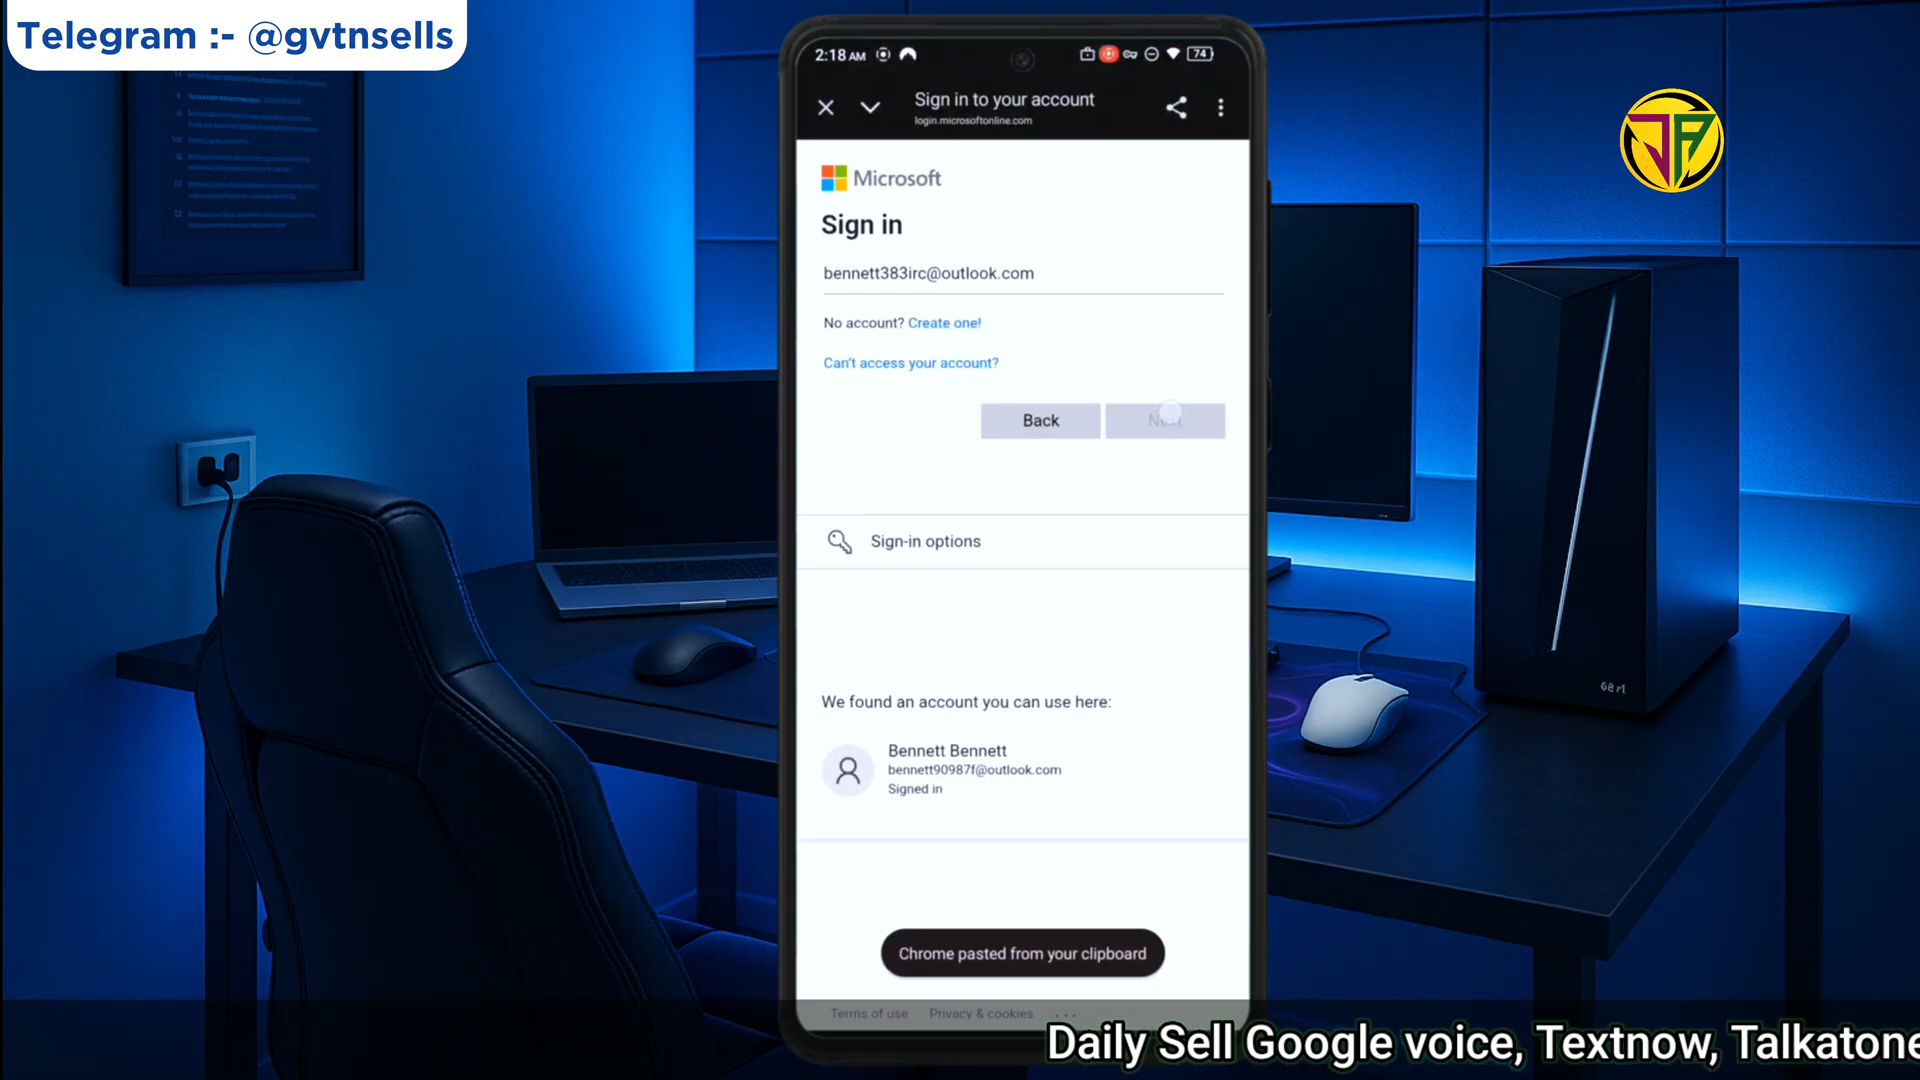 Telegram :- @gvtnsells
2:18 AM
74
Sign in to your account
login.microsoftonline.com
Microsoft
Sign in
bennett383irc@outlook.com
No account? Create one!
Can't access your account?
Back
Next
Sign-in options
We found an account you can use here:
Bennett Bennett
bennett90987f@outlook.com
Signed in
Chrome pasted from your clipboard
Terms of use Privacy & cookies ...
Daily Sell Google voice, Textnow, Talkatone